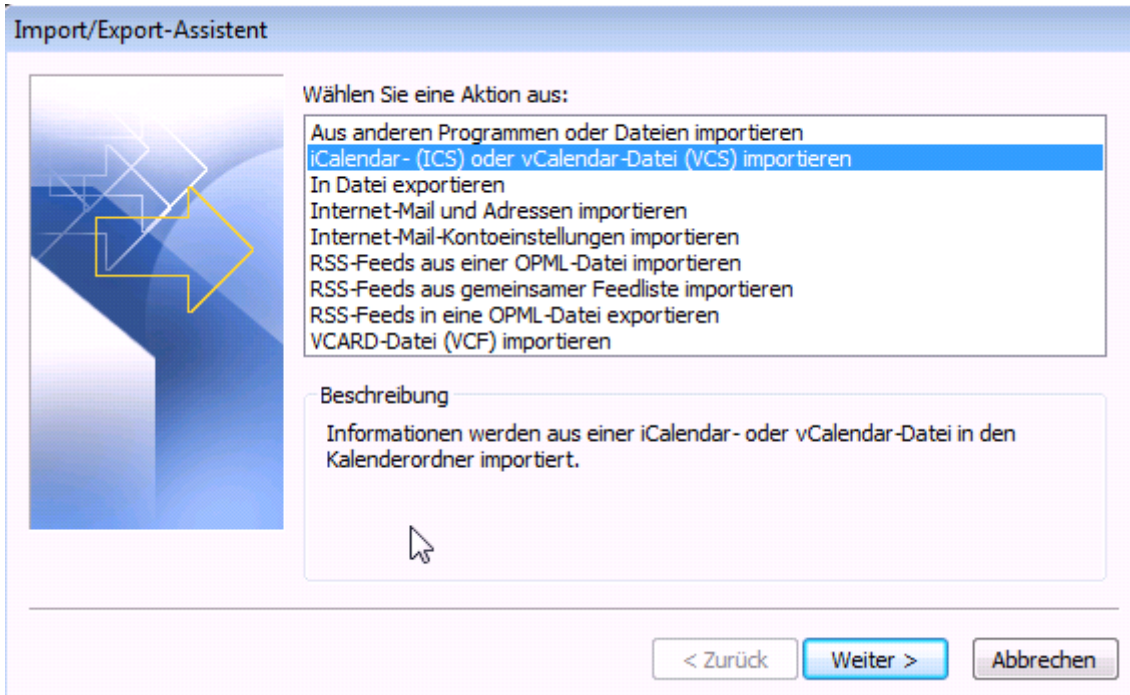 Import/Export-Assistent
Wählen Sie eine Aktion aus:
Aus anderen Programmen oder Dateien importieren
iCalendar- (ICS) oder vCalendar-Datei (VCS) importieren
In Datei exportieren
Internet-Mail und Adressen importieren
Internet-Mail-Kontoeinstellungen importieren
RSS-Feeds aus einer OPML-Datei importieren
RSS-Feeds aus gemeinsamer Feedliste importieren
RSS-Feeds in eine OPML-Datei exportieren
VCARD-Datei (VCF) importieren
Beschreibung
Informationen werden aus einer iCalendar- oder vCalendar-Datei in den
Kalenderordner importiert.
< Zurück Weiter > Abbrechen